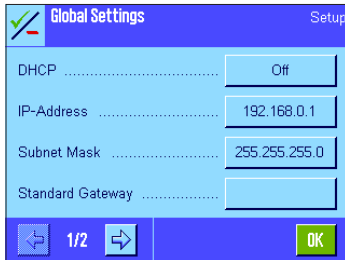 Global Settings
Setup
DHCP ................................... Off
IP-Address ........................... 192.168.0.1
Subnet Mask ........................ 255.255.255.0
Standard Gateway .................
1/2
OK